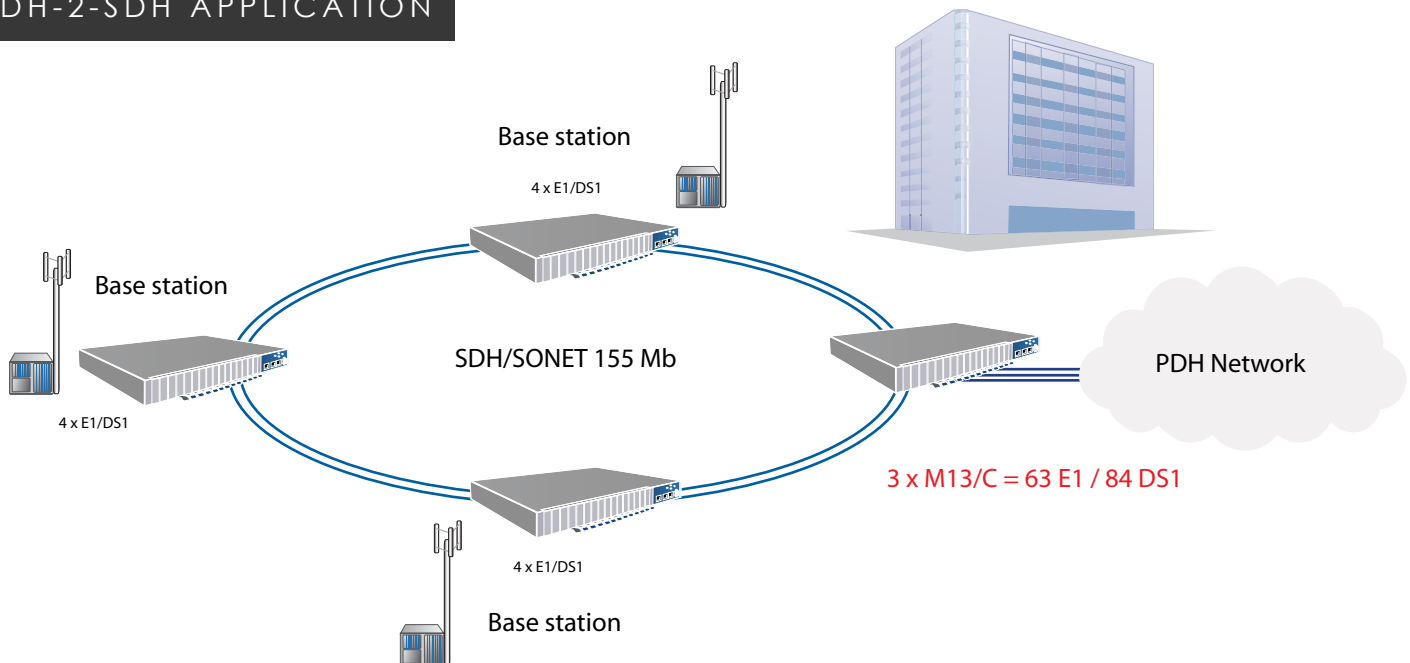 DH-2-SDH APPLICATION
Base station
4 x E1/DS1
Base station
4 x E1/DS1
SDH/SONET 155 Mb
PDH Network
3 x M13/C = 63 E1 / 84 DS1
4 x E1/DS1
Base station